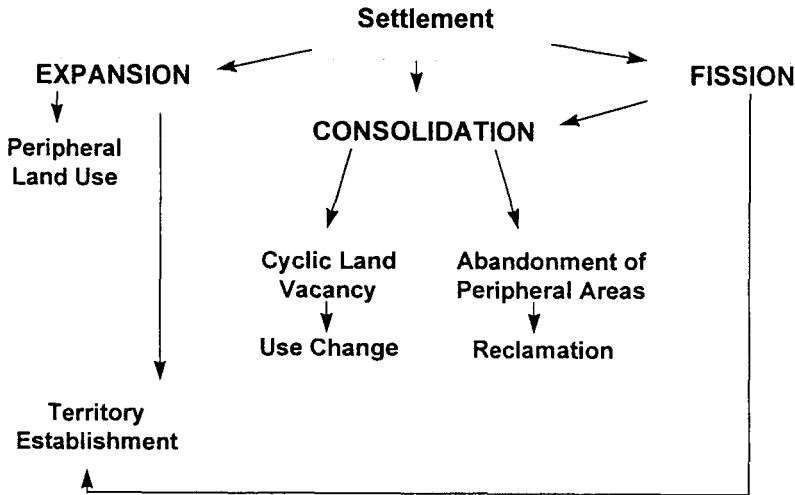 Settlement
EXPANSION
FISSION
CONSOLIDATION
Peripheral
Land Use
Cyclic Land
Vacancy
Abandonment of
Peripheral Areas
Use Change
Reclamation
Territory
Establishment